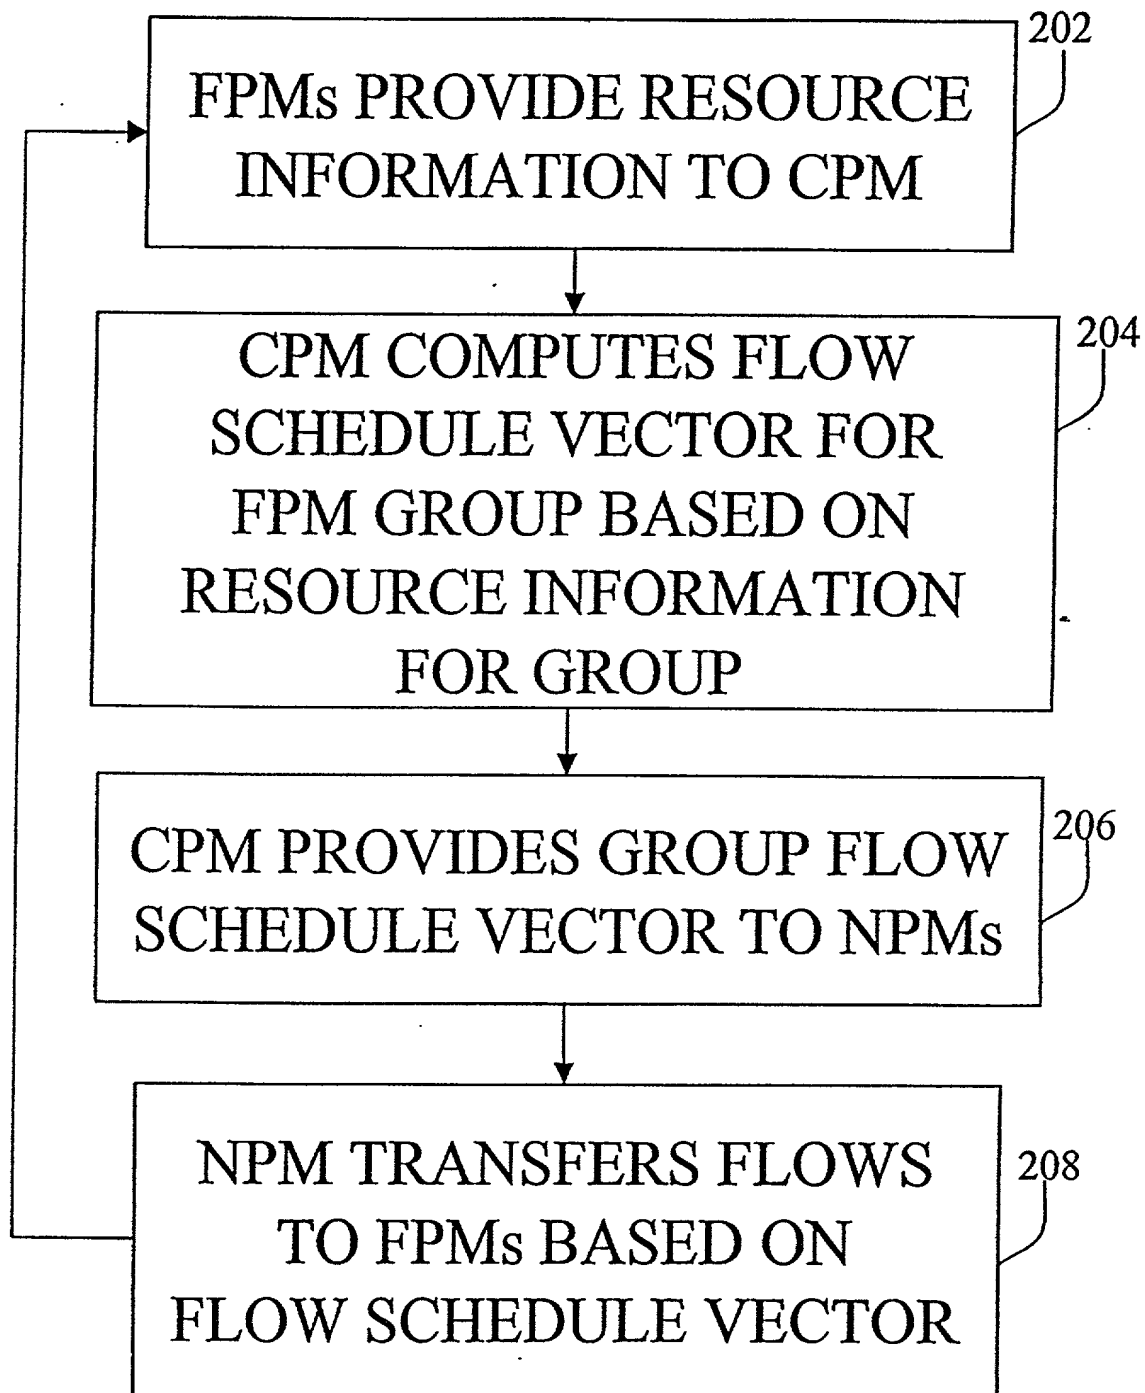 202
FPMs PROVIDE RESOURCE
INFORMATION TO CPM
204
CPM COMPUTES FLOW
SCHEDULE VECTOR FOR
FPM GROUP BASED ON
RESOURCE INFORMATION
FOR GROUP
206
CPM PROVIDES GROUP FLOW
SCHEDULE VECTOR TO NPMs
208
NPM TRANSFERS FLOWS
TO FPMs BASED ON
FLOW SCHEDULE VECTOR